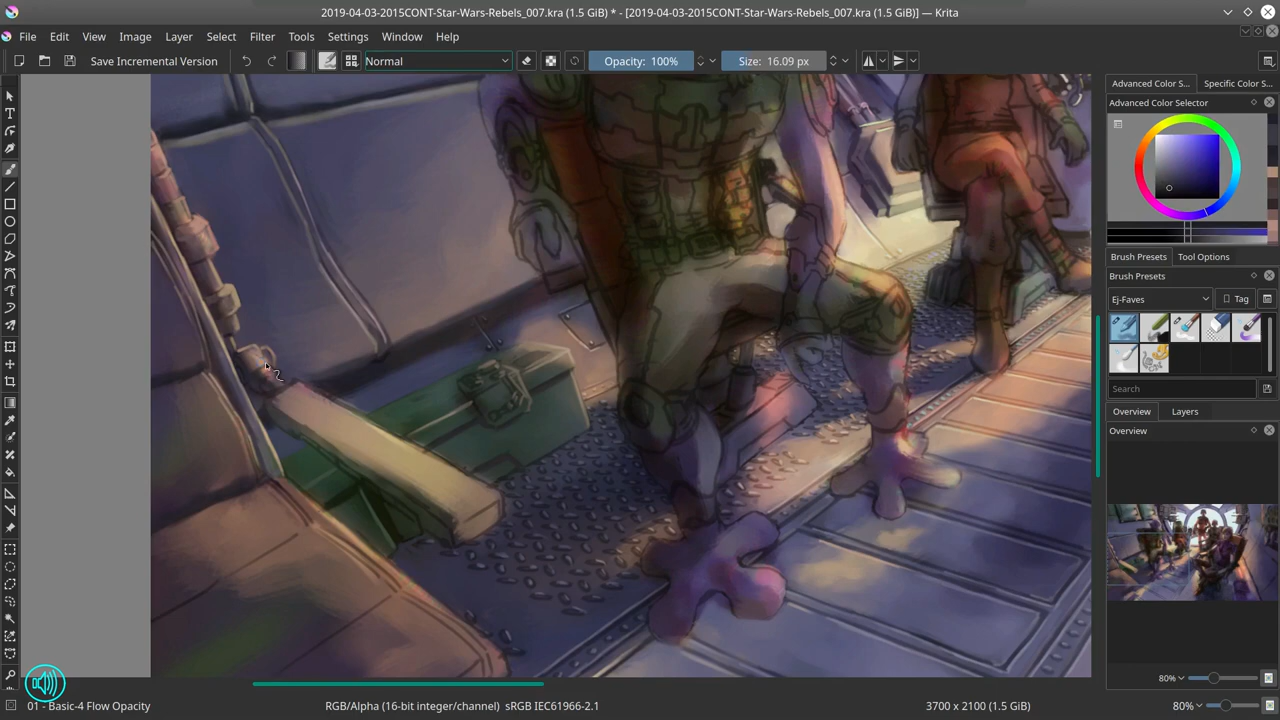 2019-04-03-2015CONT-Star-Wars-Rebels_007.kra (1.5 GiB) * - [2019-04-03-2015CONT-Star-Wars-Rebels_007.kra (1.5 GiB)] — Krita
File Edit View Image Layer Select Filter Tools Settings Window Help
Save Incremental Version
Normal
Opacity: 100%
Size: 16.09 px
Advanced Color S...
Specific Color S...
Advanced Color Selector
Brush Presets
Tool Options
Brush Presets
Ej-Faves
Tag
Search
Overview
Layers
Overview
80%
01 - Basic-4 Flow Opacity
RGB/Alpha (16-bit integer/channel) sRGB IEC61966-2.1
3700 x 2100 (1.5 GiB)
80%